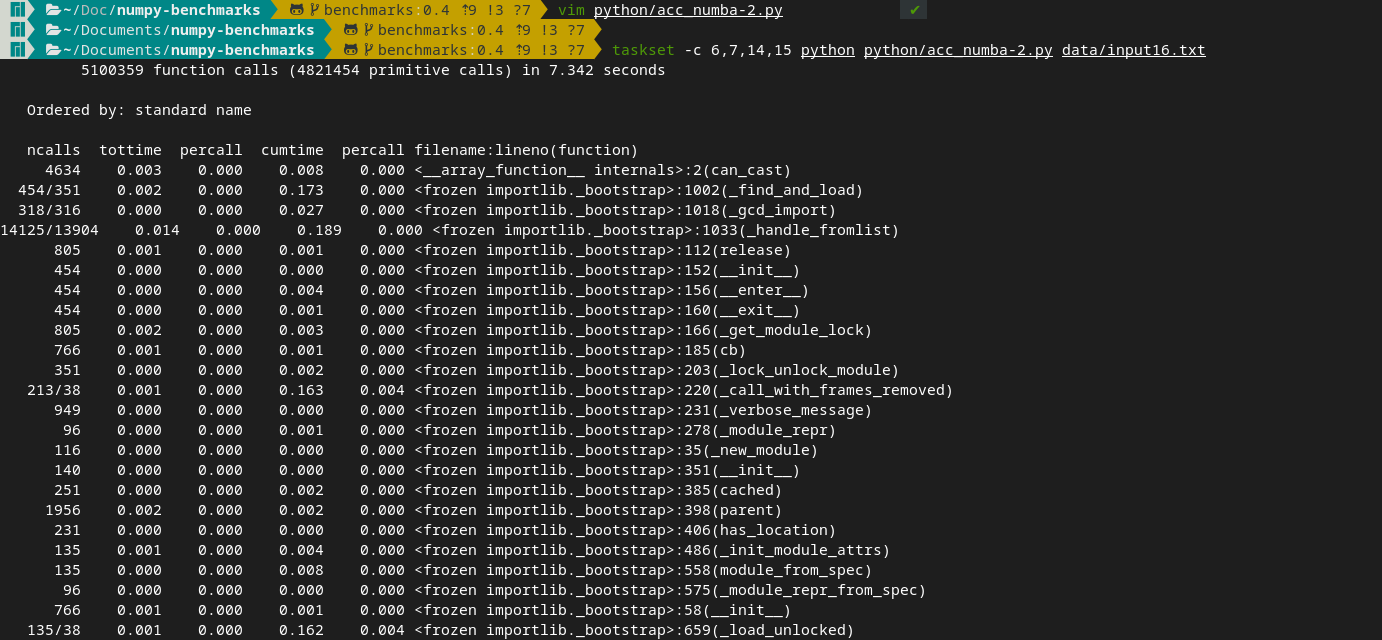 ~/Doc/numpy-benchmarks benchmarks:0.4 ⇡9 !3 ?7 vim python/acc_numba-2.py ✔
~/Documents/numpy-benchmarks benchmarks:0.4 ⇡9 !3 ?7
~/Documents/numpy-benchmarks benchmarks:0.4 ⇡9 !3 ?7 taskset -c 6,7,14,15 python python/acc_numba-2.py data/input16.txt
5100359 function calls (4821454 primitive calls) in 7.342 seconds
Ordered by: standard name
ncalls tottime percall cumtime percall filename:lineno(function)
4634 0.003 0.000 0.008 0.000 <__array_function__ internals>:2(can_cast)
454/351 0.002 0.000 0.173 0.000 <frozen importlib._bootstrap>:1002(_find_and_load)
318/316 0.000 0.000 0.027 0.000 <frozen importlib._bootstrap>:1018(_gcd_import)
14125/13904 0.014 0.000 0.189 0.000 <frozen importlib._bootstrap>:1033(_handle_fromlist)
805 0.001 0.000 0.001 0.000 <frozen importlib._bootstrap>:112(release)
454 0.000 0.000 0.000 0.000 <frozen importlib._bootstrap>:152(__init__)
454 0.000 0.000 0.004 0.000 <frozen importlib._bootstrap>:156(__enter__)
454 0.000 0.000 0.001 0.000 <frozen importlib._bootstrap>:160(__exit__)
805 0.002 0.000 0.003 0.000 <frozen importlib._bootstrap>:166(_get_module_lock)
766 0.001 0.000 0.001 0.000 <frozen importlib._bootstrap>:185(cb)
351 0.000 0.000 0.002 0.000 <frozen importlib._bootstrap>:203(_lock_unlock_module)
213/38 0.001 0.000 0.163 0.004 <frozen importlib._bootstrap>:220(_call_with_frames_removed)
949 0.000 0.000 0.000 0.000 <frozen importlib._bootstrap>:231(_verbose_message)
96 0.000 0.000 0.001 0.000 <frozen importlib._bootstrap>:278(_module_repr)
116 0.000 0.000 0.000 0.000 <frozen importlib._bootstrap>:35(_new_module)
140 0.000 0.000 0.000 0.000 <frozen importlib._bootstrap>:351(__init__)
251 0.000 0.000 0.002 0.000 <frozen importlib._bootstrap>:385(cached)
1956 0.002 0.000 0.002 0.000 <frozen importlib._bootstrap>:398(parent)
231 0.000 0.000 0.000 0.000 <frozen importlib._bootstrap>:406(has_location)
135 0.001 0.000 0.004 0.000 <frozen importlib._bootstrap>:486(_init_module_attrs)
135 0.000 0.000 0.008 0.000 <frozen importlib._bootstrap>:558(module_from_spec)
96 0.000 0.000 0.000 0.000 <frozen importlib._bootstrap>:575(_module_repr_from_spec)
766 0.001 0.000 0.001 0.000 <frozen importlib._bootstrap>:58(__init__)
135/38 0.001 0.000 0.162 0.004 <frozen importlib._bootstrap>:659(_load_unlocked)